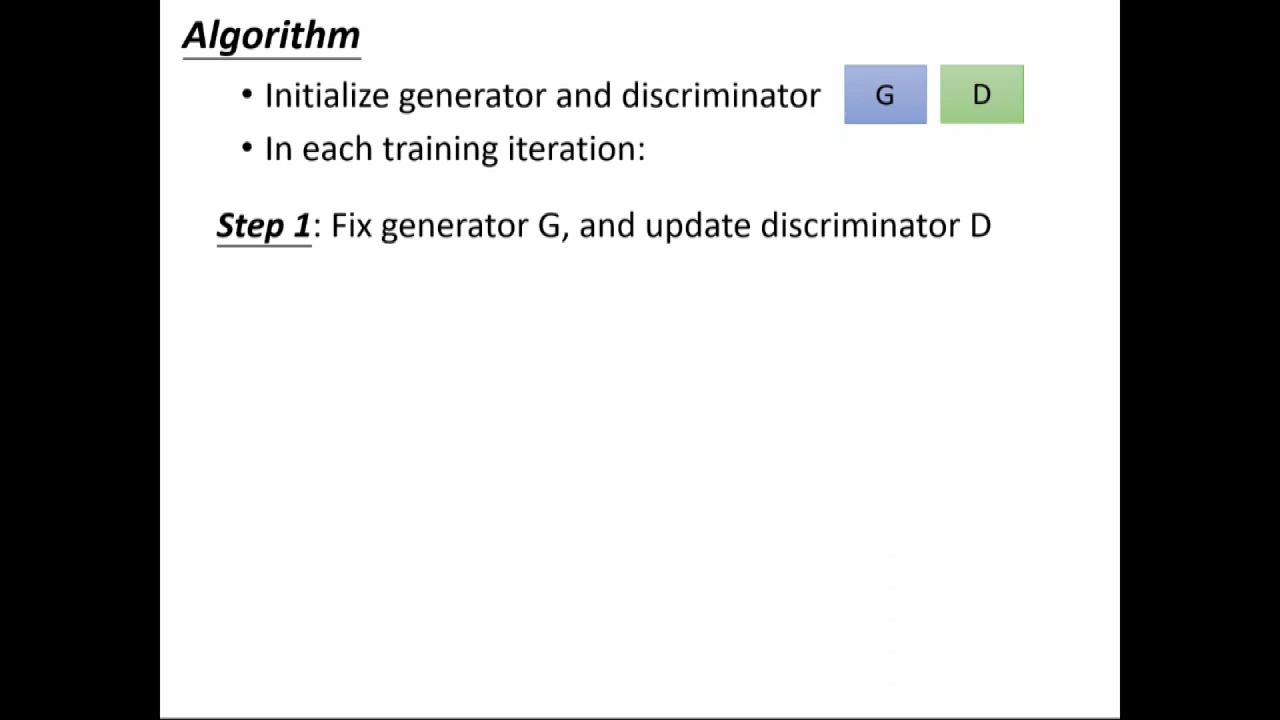 Algorithm
• Initialize generator and discriminator G D
• In each training iteration:
Step 1: Fix generator G, and update discriminator D